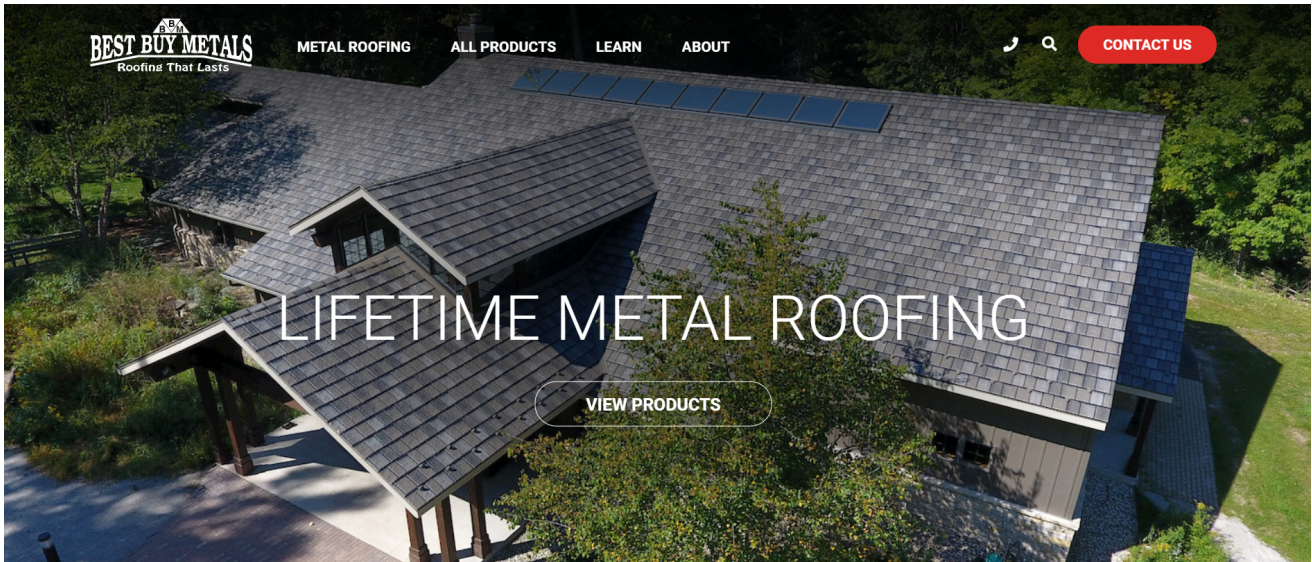 B
B M
BEST BUY METALS
Roofing That Lasts
METAL ROOFING
ALL PRODUCTS
LEARN
ABOUT
CONTACT US
LIFETIME METAL ROOFING
VIEW PRODUCTS